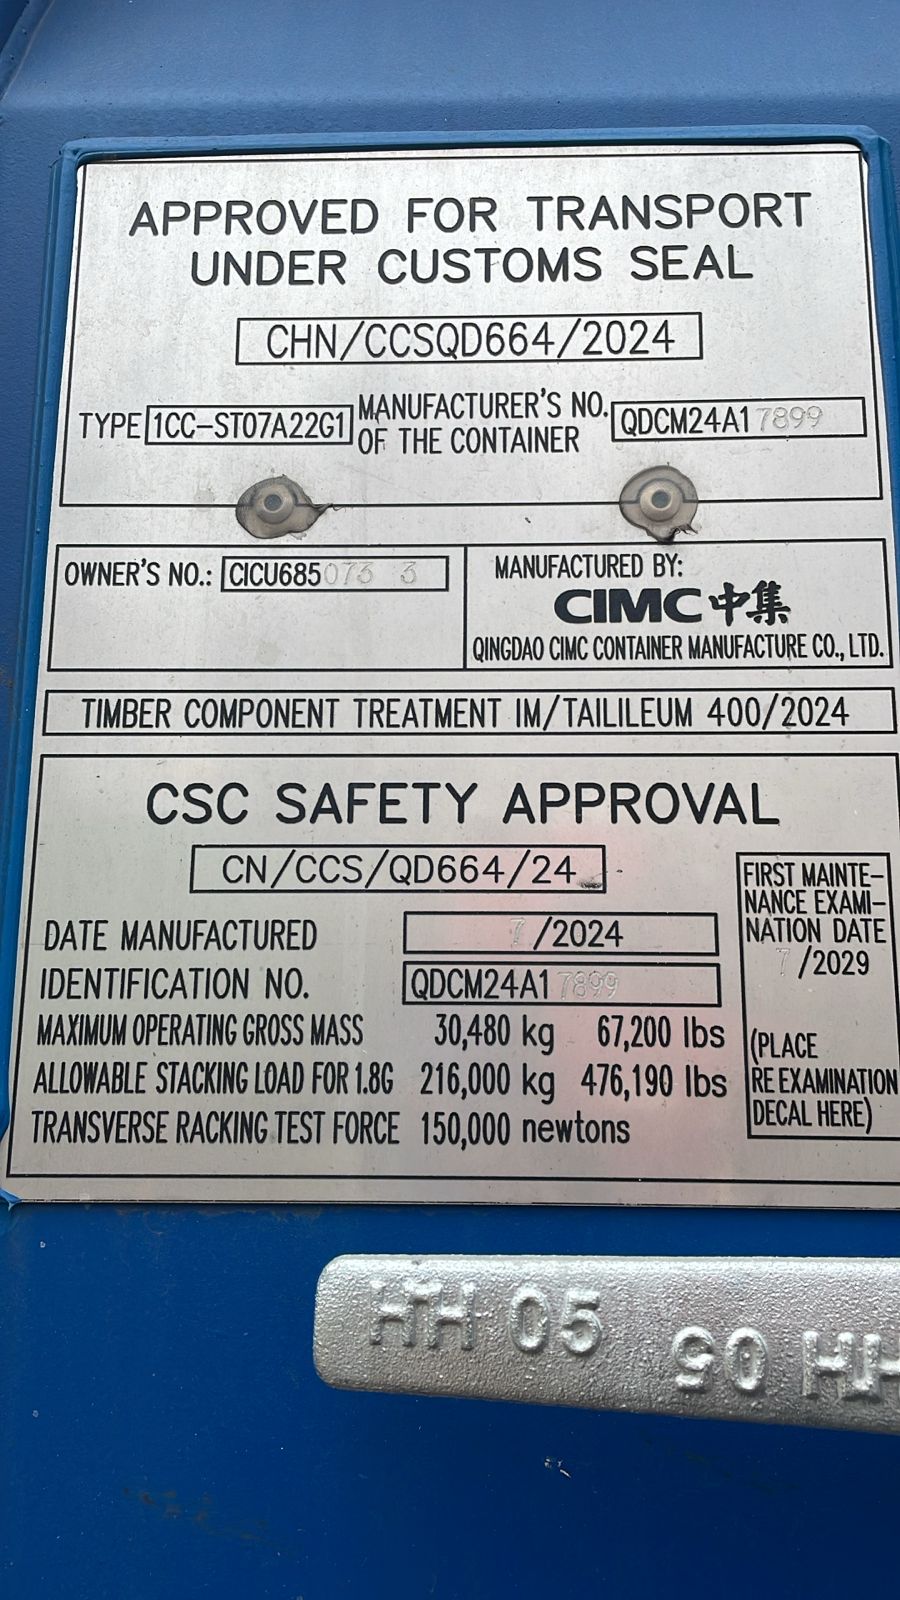 APPROVED FOR TRANSPORT
UNDER CUSTOMS SEAL
CHN/CCSQD664/2024
TYPE 1CC-ST07A22G1 MANUFACTURER'S NO. OF THE CONTAINER QDCM24A17899
OWNER'S NO.: CICU685073 3
MANUFACTURED BY:
CIMC 中集
QINGDAO CIMC CONTAINER MANUFACTURE CO., LTD.
TIMBER COMPONENT TREATMENT IM/TAILILEUM 400/2024
CSC SAFETY APPROVAL
CN/CCS/QD664/24
DATE MANUFACTURED 7/2024
IDENTIFICATION NO. QDCM24A17899
MAXIMUM OPERATING GROSS MASS 30,480 kg 67,200 lbs
ALLOWABLE STACKING LOAD FOR 1.8G 216,000 kg 476,190 lbs
TRANSVERSE RACKING TEST FORCE 150,000 newtons
FIRST MAINTE-
NANCE EXAMI-
NATION DATE
7/2029
(PLACE
RE EXAMINATION
DECAL HERE)
HTH 05
50 HH